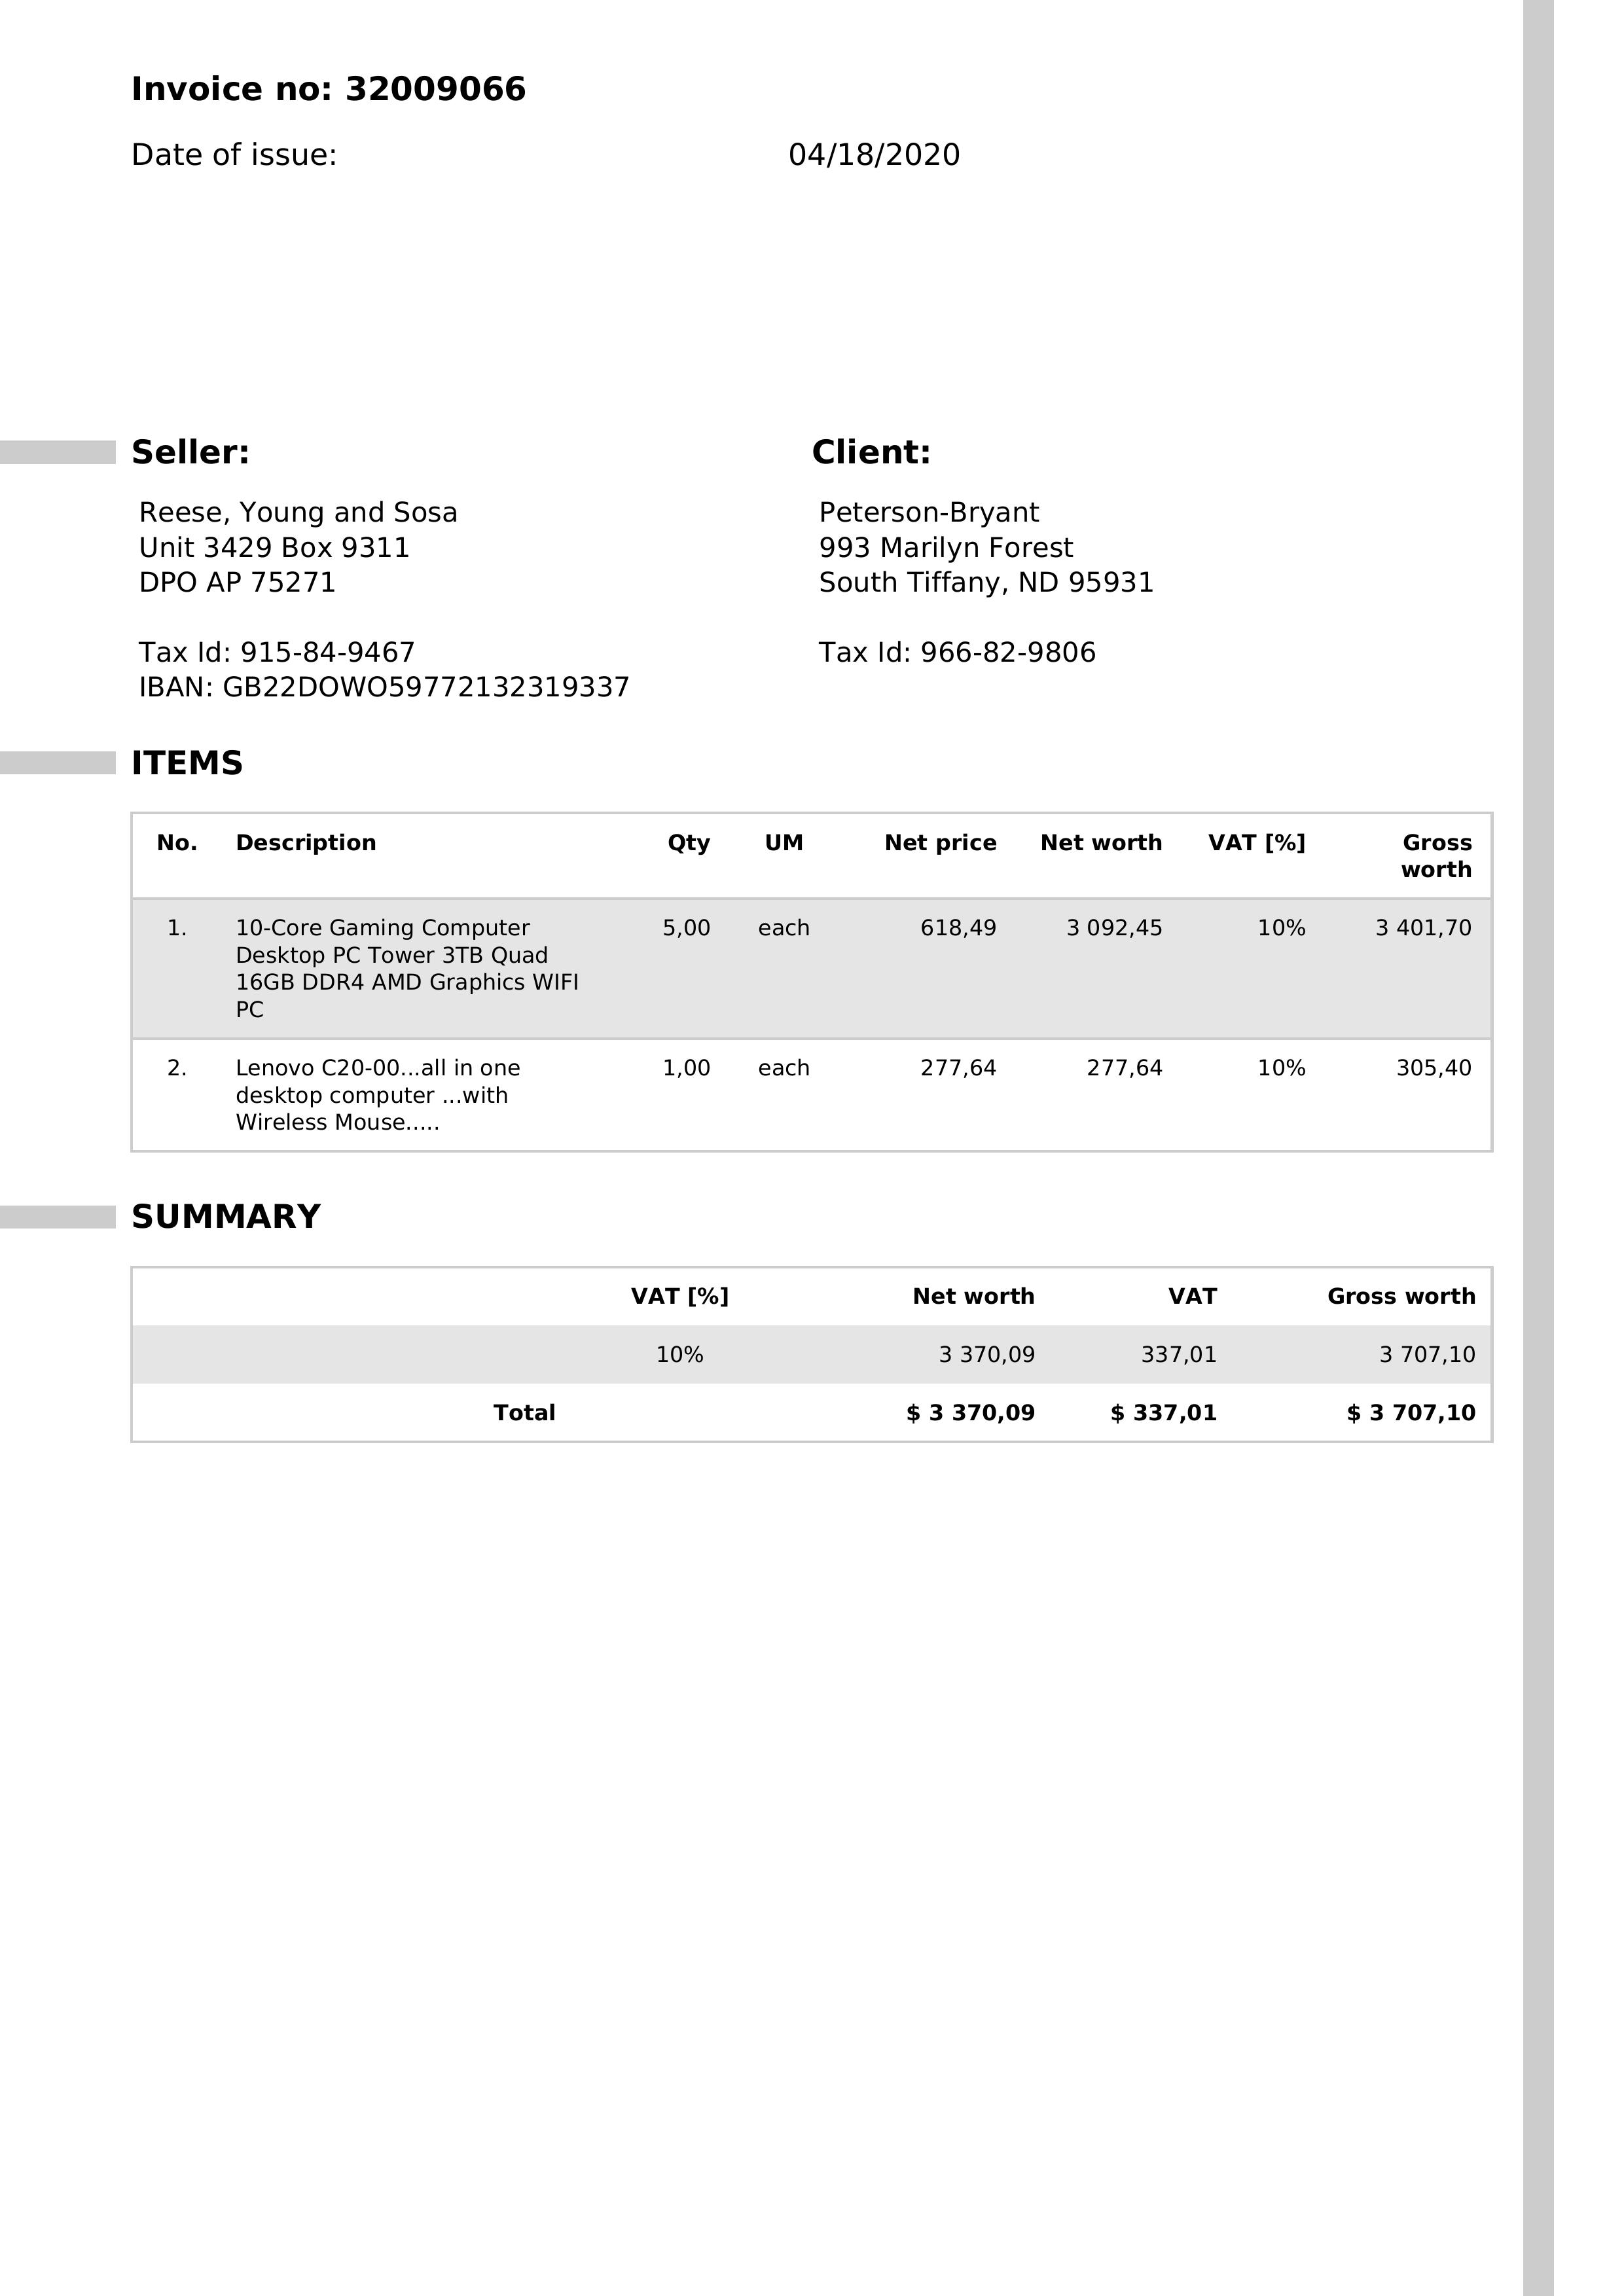 Invoice no: 32009066
Date of issue: 04/18/2020
Seller:
Reese, Young and Sosa
Unit 3429 Box 9311
DPO AP 75271
Tax Id: 915-84-9467
IBAN: GB22DOWO59772132319337
Client:
Peterson-Bryant
993 Marilyn Forest
South Tiffany, ND 95931
Tax Id: 966-82-9806
ITEMS
No. Description Qty UM Net price Net worth VAT [%] Gross
worth
1. 10-Core Gaming Computer 5,00 each 618,49 3 092,45 10% 3 401,70
Desktop PC Tower 3TB Quad
16GB DDR4 AMD Graphics WIFI
PC
2. Lenovo C20-00...all in one 1,00 each 277,64 277,64 10% 305,40
desktop computer ...with
Wireless Mouse.....
SUMMARY
VAT [%] Net worth VAT Gross worth
10% 3 370,09 337,01 3 707,10
Total $ 3 370,09 $ 337,01 $ 3 707,10